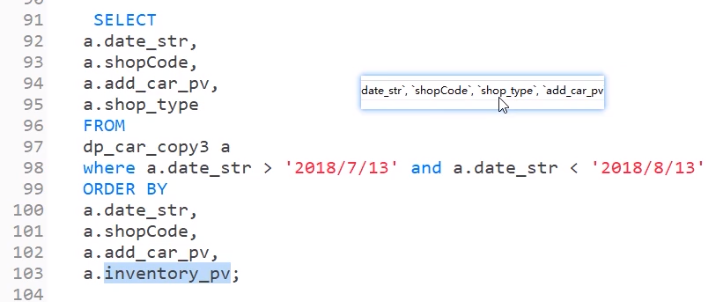 91 SELECT
92 a.date_str,
93 a.shopCode,
94 a.add_car_pv,
date_str`, `shopCode`, `shop_type`, `add_car_pv
95 a.shop_type
96 FROM
97 dp_car_copy3 a
98 where a.date_str > '2018/7/13' and a.date_str < '2018/8/13'
99 ORDER BY
100 a.date_str,
101 a.shopCode,
102 a.add_car_pv,
103 a.inventory_pv;
104